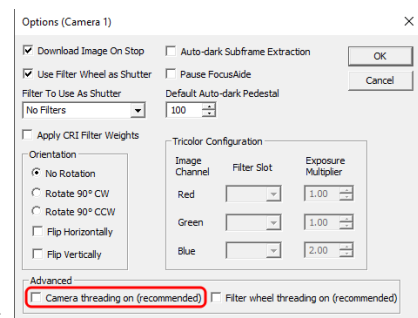 Options (Camera 1)
Download Image On Stop
Auto-dark Subframe Extraction
OK
Use Filter Wheel as Shutter
Pause FocusAide
Cancel
Filter To Use As Shutter
Default Auto-dark Pedestal
No Filters
100
Apply CRI Filter Weights
Tricolor Configuration
Orientation
Image Channel
Filter Slot
Exposure Multiplier
No Rotation
Red
1.00
Rotate 90° CW
Rotate 90° CCW
Green
1.00
Flip Horizontally
Flip Vertically
Blue
2.00
Advanced
Camera threading on (recommended)
Filter wheel threading on (recommended)